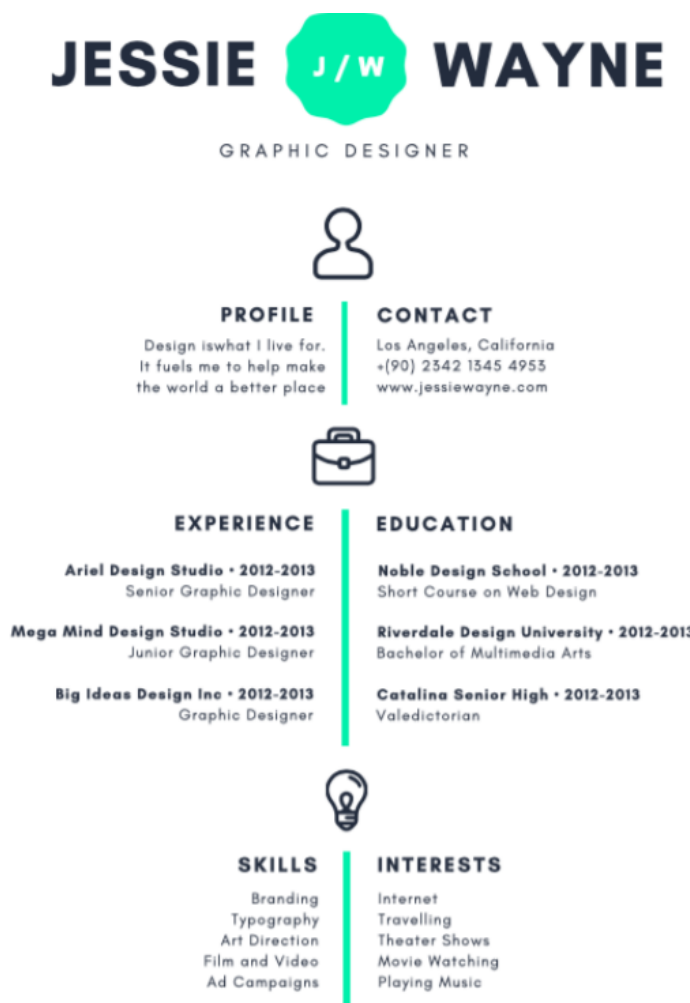 JESSIE J / W WAYNE
GRAPHIC DESIGNER
PROFILE
Design iswhat I live for.
It fuels me to help make
the world a better place
CONTACT
Los Angeles, California
+(90) 2342 1345 4953
www.jessiewayne.com
EXPERIENCE
Ariel Design Studio • 2012-2013
Senior Graphic Designer
Mega Mind Design Studio • 2012-2013
Junior Graphic Designer
Big Ideas Design Inc • 2012-2013
Graphic Designer
EDUCATION
Noble Design School • 2012-2013
Short Course on Web Design
Riverdale Design University • 2012-2013
Bachelor of Multimedia Arts
Catalina Senior High • 2012-2013
Valedictorian
SKILLS
Branding
Typography
Art Direction
Film and Video
Ad Campaigns
INTERESTS
Internet
Travelling
Theater Shows
Movie Watching
Playing Music